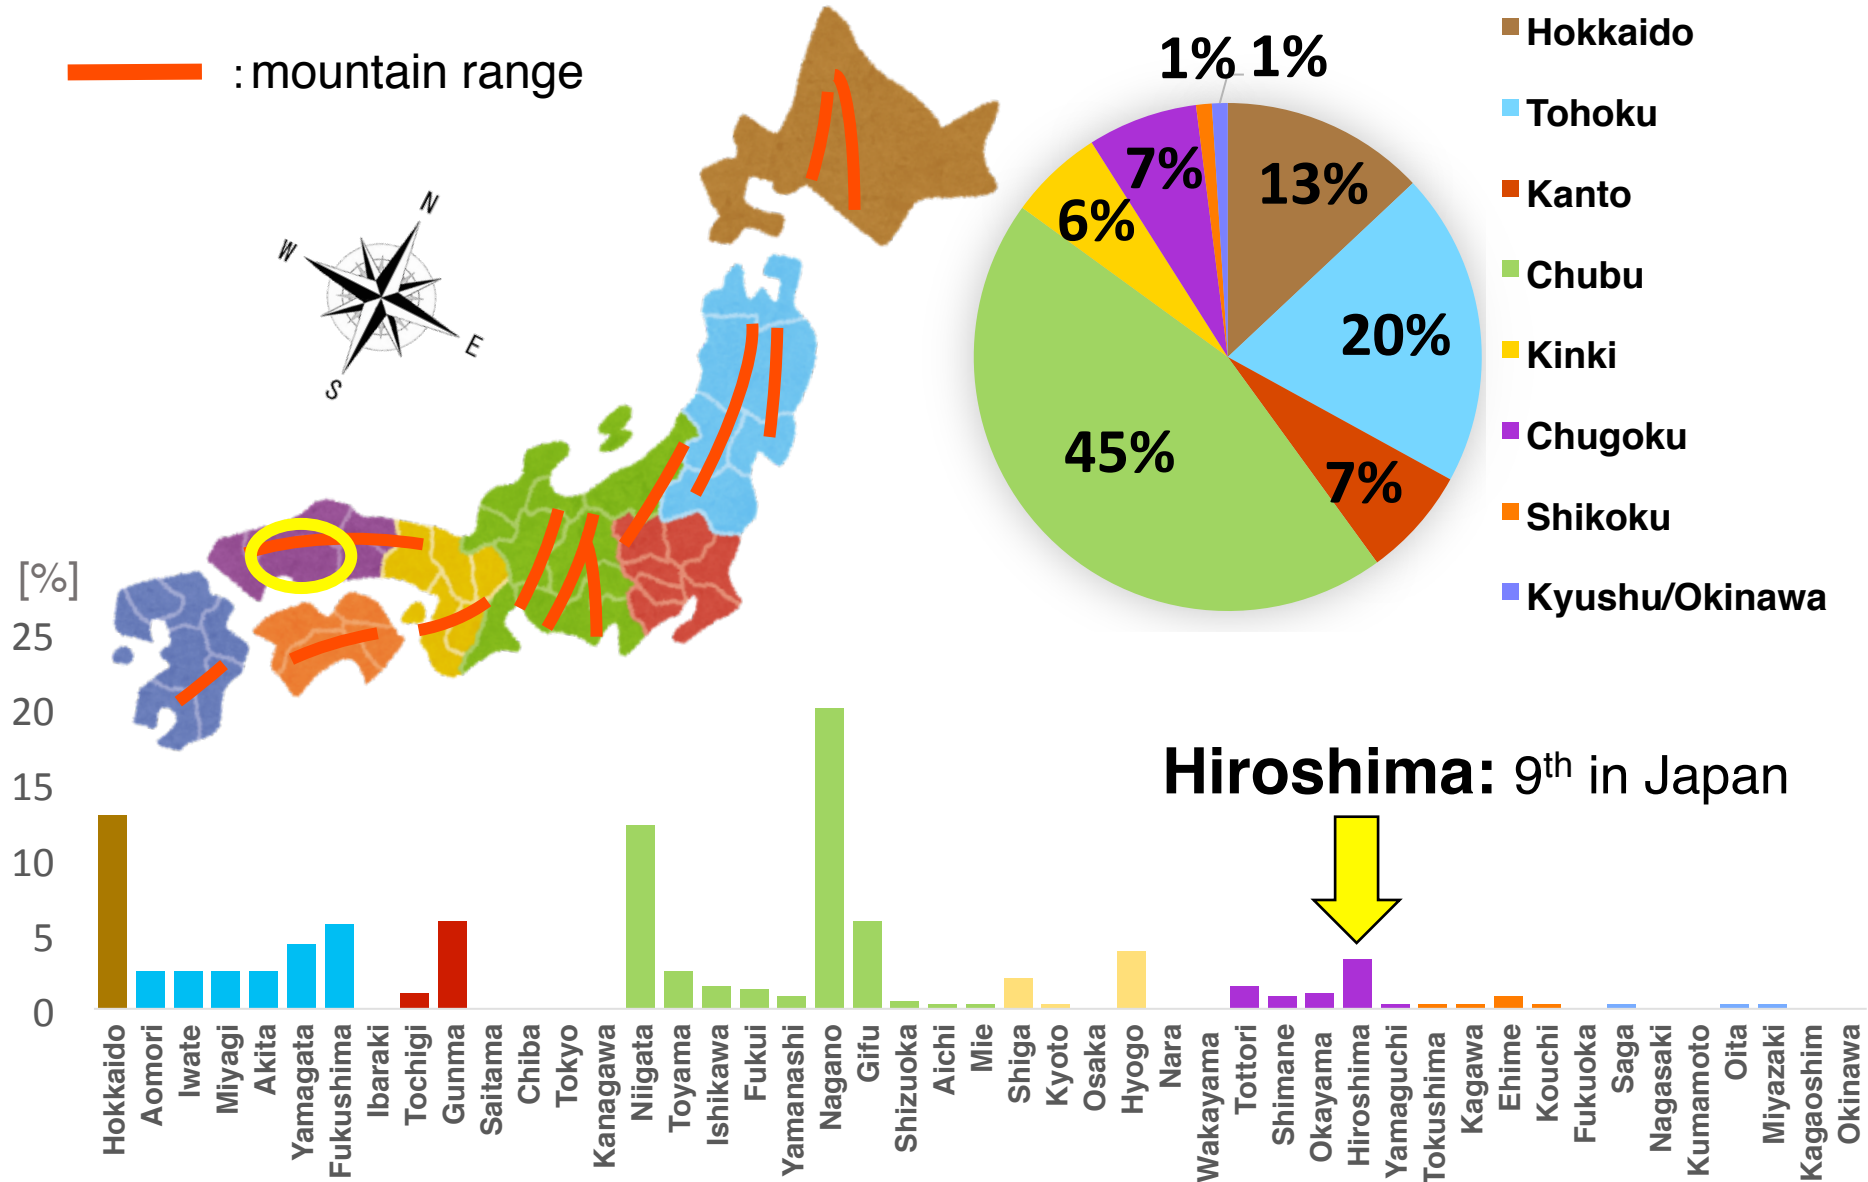 : mountain range
N
W
E
S
1% 1%
7%
13%
6%
20%
45%
7%
Hokkaido
Tohoku
Kanto
Chubu
Kinki
Chugoku
Shikoku
Kyushu/Okinawa
[%]
25
20
15
10
5
0
Hiroshima: 9th in Japan
Hokkaido
Aomori
Iwate
Miyagi
Akita
Yamagata
Fukushima
Ibaraki
Tochigi
Gunma
Saitama
Chiba
Tokyo
Kanagawa
Niigata
Toyama
Ishikawa
Fukui
Yamanashi
Nagano
Gifu
Shizuoka
Aichi
Mie
Shiga
Kyoto
Osaka
Hyogo
Nara
Wakayama
Tottori
Shimane
Okayama
Hiroshima
Yamaguchi
Tokushima
Kagawa
Ehime
Kouchi
Fukuoka
Saga
Nagasaki
Kumamoto
Oita
Miyazaki
Kagaoshim
Okinawa